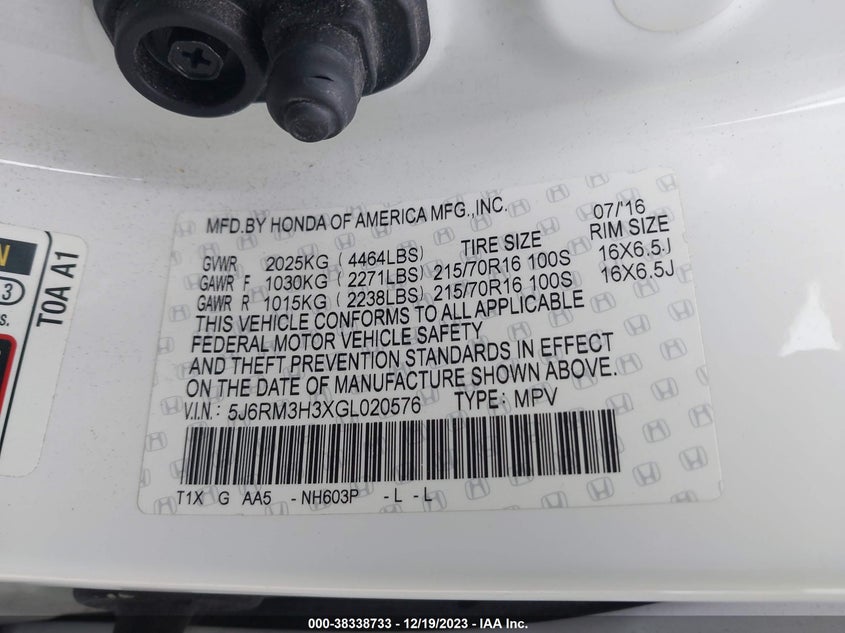 MFD.BY HONDA OF AMERICA MFG.,INC. 07/'16
TIRE SIZE RIM SIZE
GVWR 2025KG ( 4464LBS)
GAWR F 1030KG ( 2271LBS) 215/70R16 100S 16X6.5J
GAWR R 1015KG ( 2238LBS) 215/70R16 100S 16X6.5J
THIS VEHICLE CONFORMS TO ALL APPLICABLE
FEDERAL MOTOR VEHICLE SAFETY
AND THEFT PREVENTION STANDARDS IN EFFECT
ON THE DATE OF MANUFACTURE SHOWN ABOVE.
V.I.N.: 5J6RM3H3XGL020576 TYPE: MPV
T1X G AA5 -NH603P -L -L
N
3
s.
T0A A1
000-38338733 - 12/19/2023 - IAA Inc.